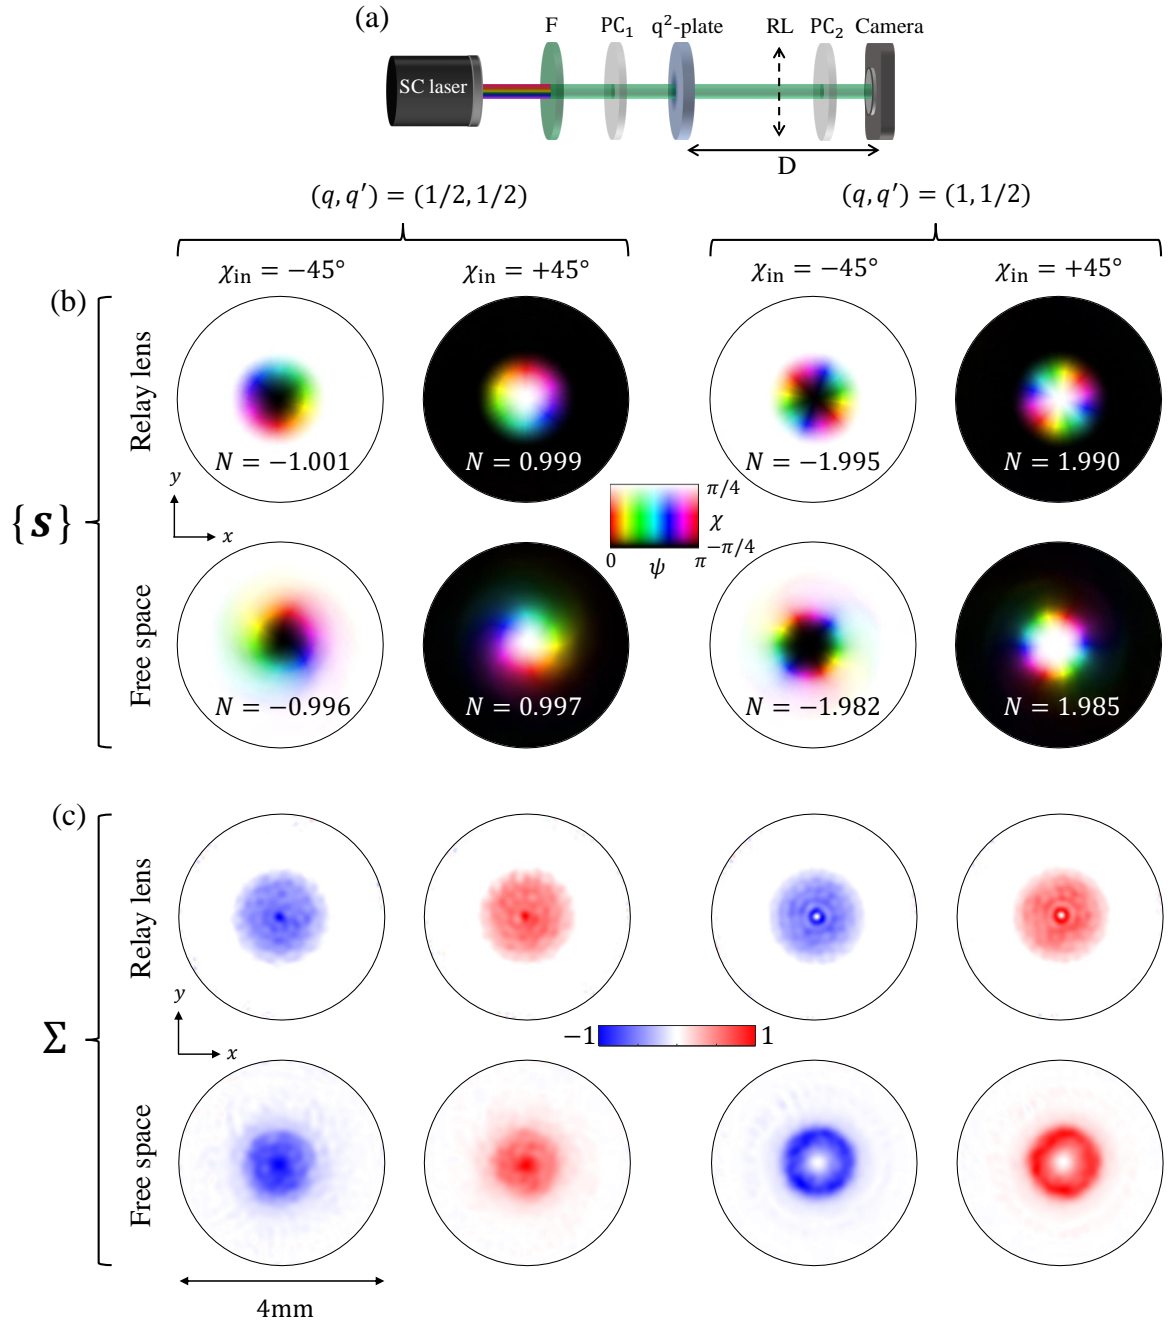 (a)
F
PC₁
q²-plate
RL
PC₂
Camera
SC laser
D
(q, q′) = (1/2, 1/2)
(q, q′) = (1, 1/2)
χin = −45°
χin = +45°
χin = −45°
χin = +45°
(b)
Relay lens
N = −1.001
N = 0.999
N = −1.995
N = 1.990
y
x
{s}
π/4
χ
−π/4
0
ψ
π
Free space
N = −0.996
N = 0.997
N = −1.982
N = 1.985
(c)
Relay lens
y
x
Σ
−1
1
Free space
4mm